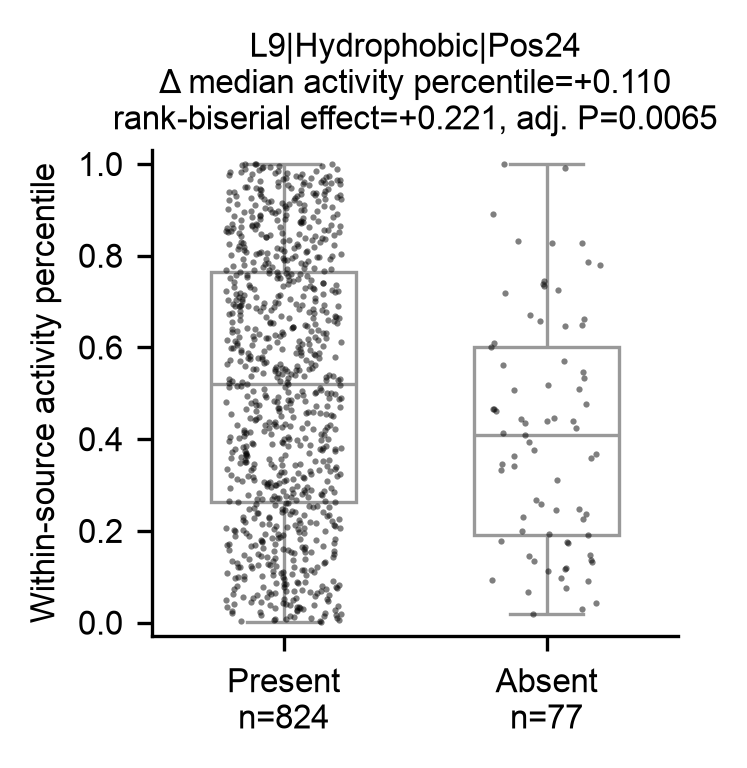 L9|Hydrophobic|Pos24
Δ median activity percentile=+0.110
rank-biserial effect=+0.221, adj. P=0.0065
Within-source activity percentile
1.0
0.8
0.6
0.4
0.2
0.0
Present
n=824
Absent
n=77